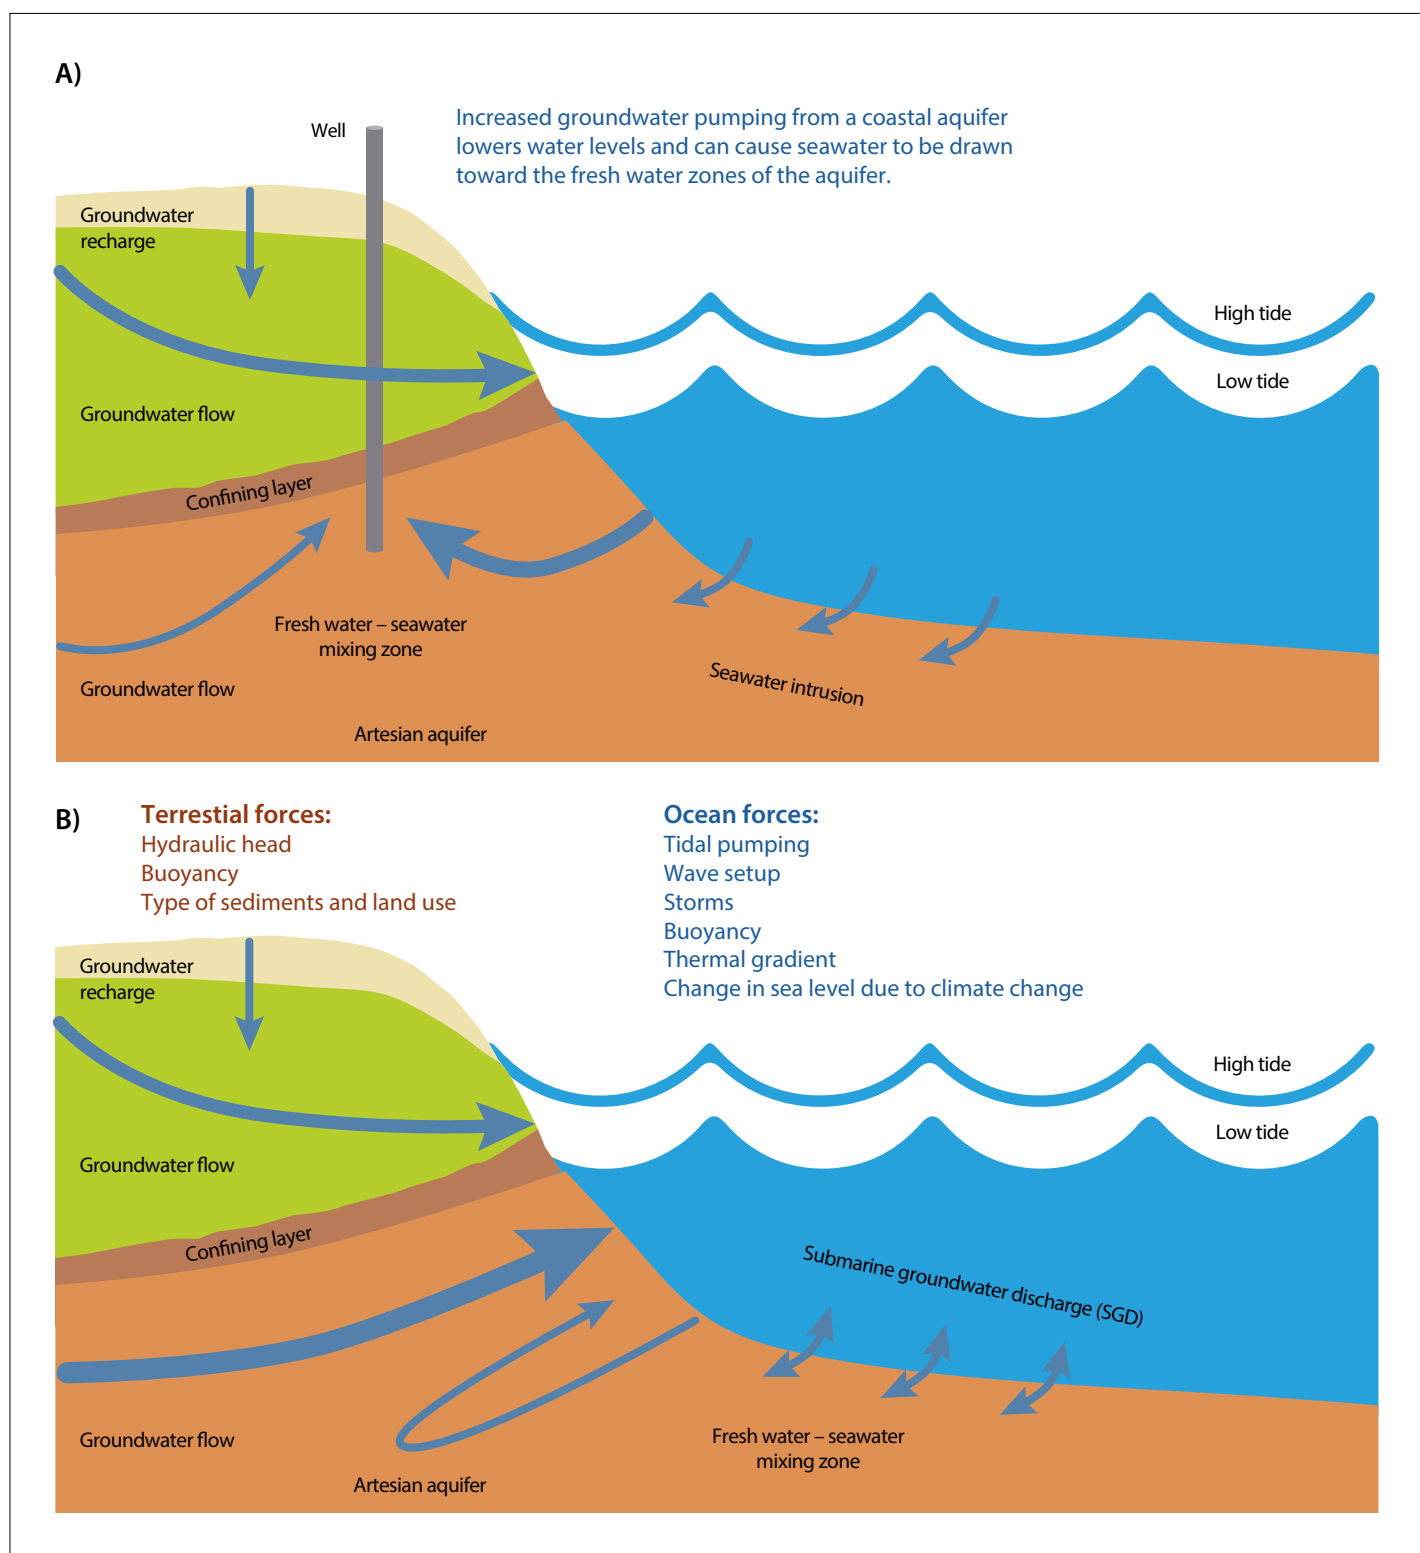 A)
Well
Increased groundwater pumping from a coastal aquifer
lowers water levels and can cause seawater to be drawn
toward the fresh water zones of the aquifer.
Groundwater
recharge
High tide
Low tide
Groundwater flow
Confining layer
Fresh water – seawater
mixing zone
Seawater intrusion
Groundwater flow
Artesian aquifer
B)
Terrestial forces:
Hydraulic head
Buoyancy
Type of sediments and land use
Ocean forces:
Tidal pumping
Wave setup
Storms
Buoyancy
Thermal gradient
Change in sea level due to climate change
Groundwater
recharge
High tide
Low tide
Groundwater flow
Confining layer
Submarine groundwater discharge (SGD)
Groundwater flow
Fresh water – seawater
mixing zone
Artesian aquifer